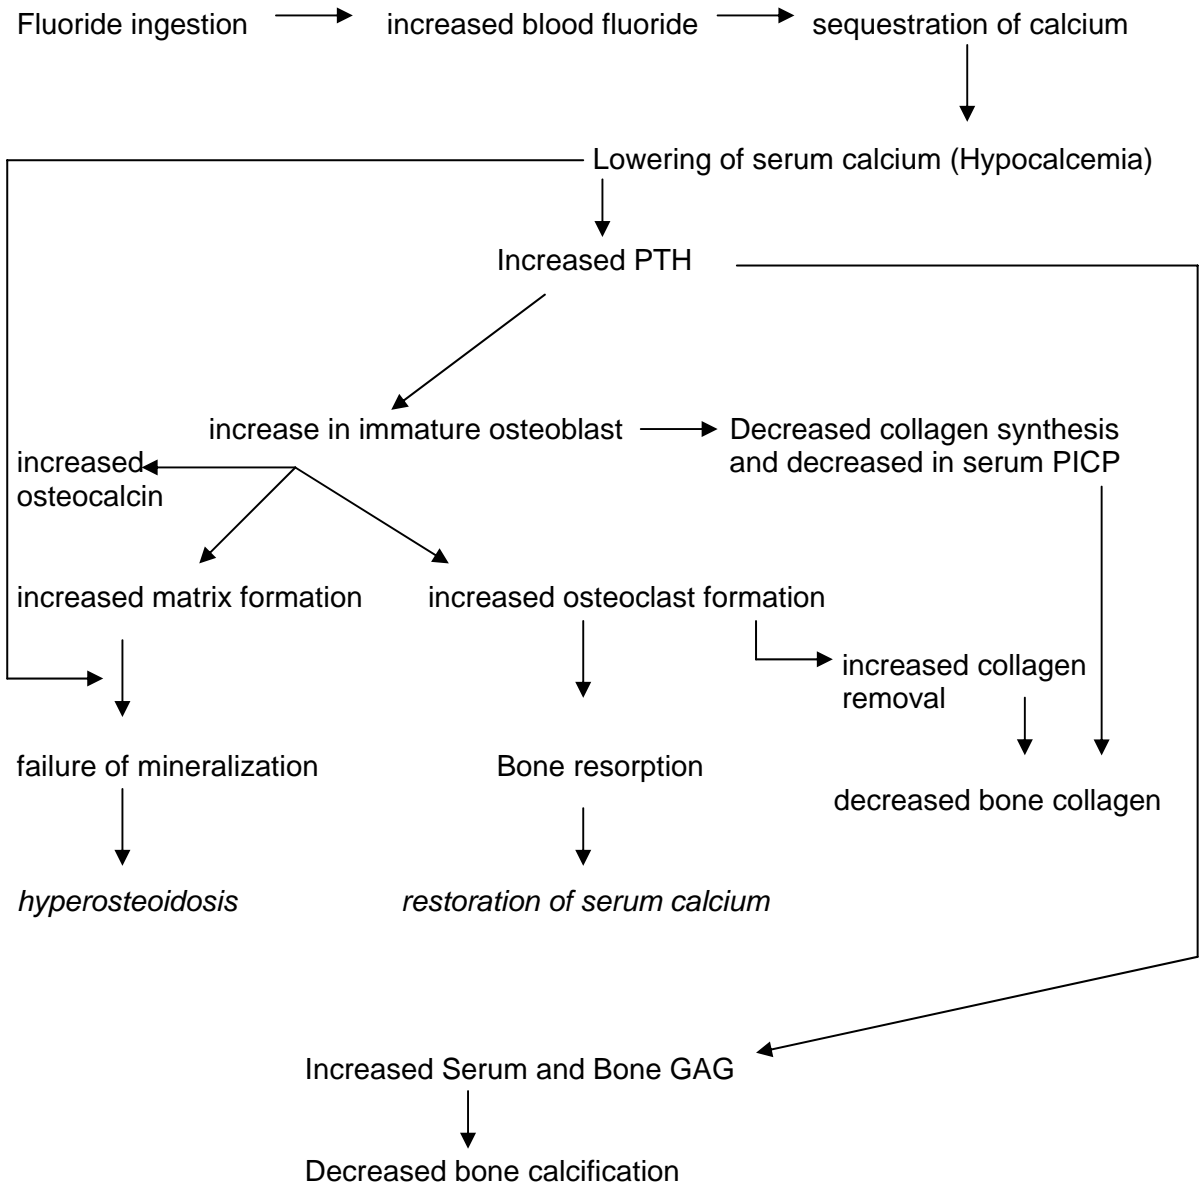 Fluoride ingestion
increased blood fluoride
sequestration of calcium
Lowering of serum calcium (Hypocalcemia)
Increased PTH
increase in immature osteoblast
Decreased collagen synthesis
and decreased in serum PICP
increased
osteocalcin
increased matrix formation
increased osteoclast formation
increased collagen
removal
failure of mineralization
Bone resorption
decreased bone collagen
hyperosteoidosis
restoration of serum calcium
Increased Serum and Bone GAG
Decreased bone calcification